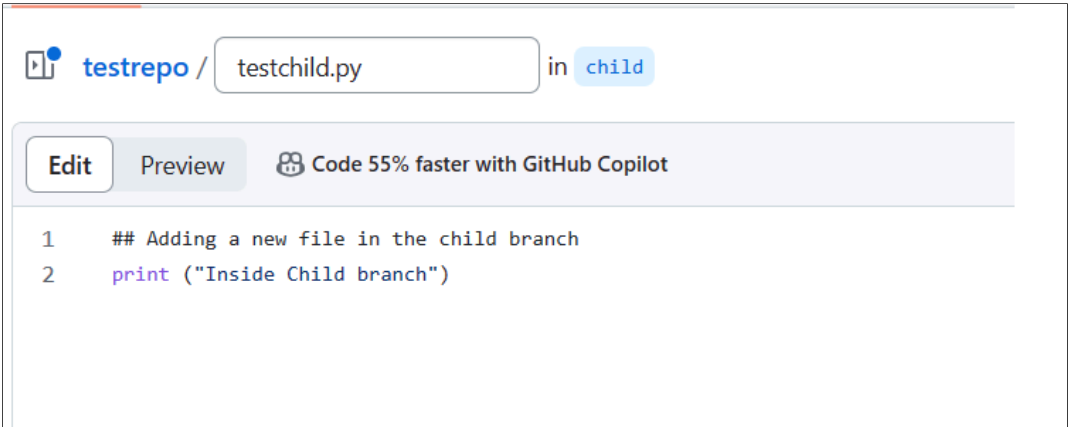 testrepo / testchild.py in child
Edit Preview Code 55% faster with GitHub Copilot
1 ## Adding a new file in the child branch
2 print ("Inside Child branch")